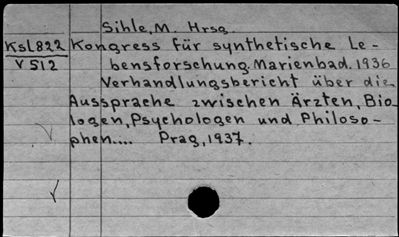 Sihle, M. Hrsg.
KsL 822 Kongress für synthetische Le-
V 512 bensforschung. Marienbad. 1936
Verhandlungsbericht über die
Aussprache zwischen Ärzten, Bio-
logen, Psychologen und Philoso-
phen.... Prag, 1937.